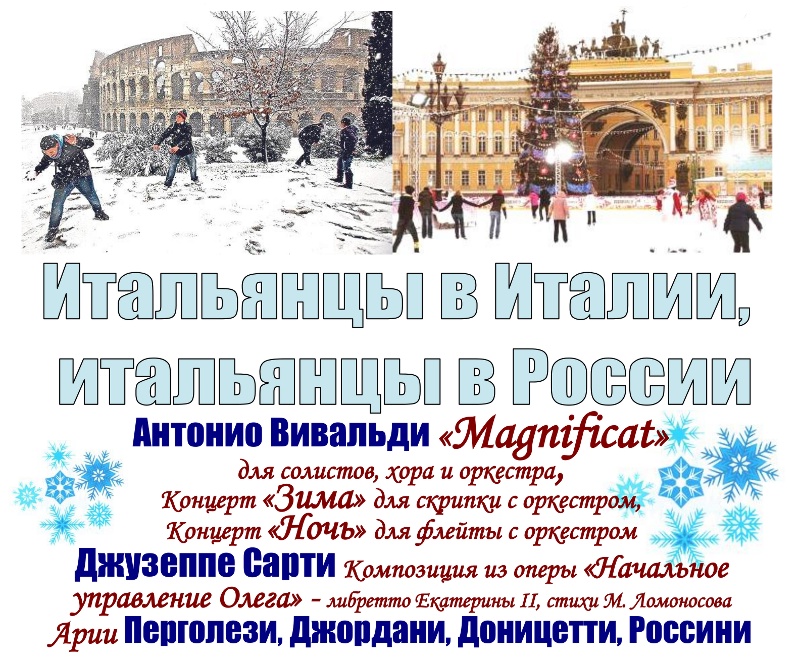 Итальянцы в Италии,
итальянцы в России
Антонио Вивальди «Magnificat»
для солистов, хора и оркестра,
Концерт «Зима» для скрипки с оркестром,
Концерт «Ночь» для флейты с оркестром
Джузеппе Сарти Композиция из оперы «Начальное
управление Олега» - либретто Екатерины II, стихи М. Ломоносова
Арии Перголези, Джордани, Доницетти, Россини